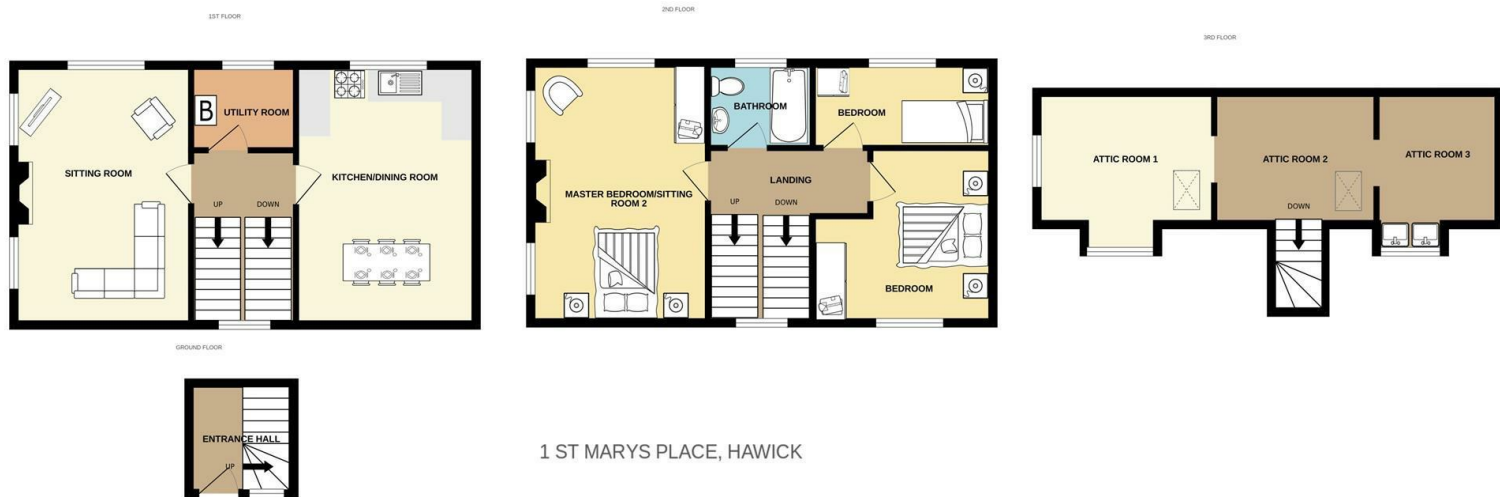 1ST FLOOR
SITTING ROOM
B
UTILITY ROOM
KITCHEN/DINING ROOM
UP
DOWN
2ND FLOOR
MASTER BEDROOM/SITTING
ROOM 2
BATHROOM
BEDROOM
LANDING
UP
DOWN
BEDROOM
3RD FLOOR
ATTIC ROOM 1
ATTIC ROOM 2
ATTIC ROOM 3
DOWN
GROUND FLOOR
ENTRANCE HALL
UP
1 ST MARYS PLACE, HAWICK